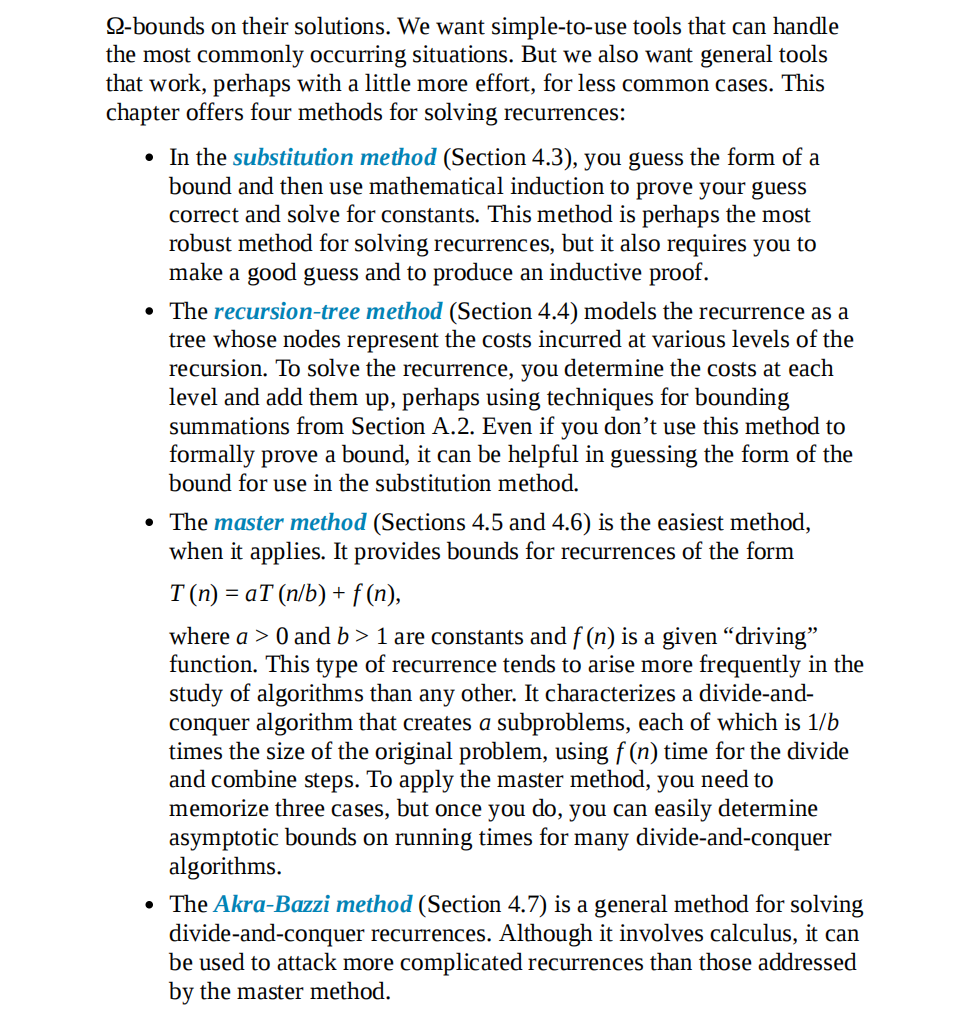 Ω-bounds on their solutions. We want simple-to-use tools that can handle
the most commonly occurring situations. But we also want general tools
that work, perhaps with a little more effort, for less common cases. This
chapter offers four methods for solving recurrences:
• In the substitution method (Section 4.3), you guess the form of a
bound and then use mathematical induction to prove your guess
correct and solve for constants. This method is perhaps the most
robust method for solving recurrences, but it also requires you to
make a good guess and to produce an inductive proof.
• The recursion-tree method (Section 4.4) models the recurrence as a
tree whose nodes represent the costs incurred at various levels of the
recursion. To solve the recurrence, you determine the costs at each
level and add them up, perhaps using techniques for bounding
summations from Section A.2. Even if you don’t use this method to
formally prove a bound, it can be helpful in guessing the form of the
bound for use in the substitution method.
• The master method (Sections 4.5 and 4.6) is the easiest method,
when it applies. It provides bounds for recurrences of the form
T (n) = aT (n/b) + f (n),
where a > 0 and b > 1 are constants and f (n) is a given “driving”
function. This type of recurrence tends to arise more frequently in the
study of algorithms than any other. It characterizes a divide-and-
conquer algorithm that creates a subproblems, each of which is 1/b
times the size of the original problem, using f (n) time for the divide
and combine steps. To apply the master method, you need to
memorize three cases, but once you do, you can easily determine
asymptotic bounds on running times for many divide-and-conquer
algorithms.
• The Akra-Bazzi method (Section 4.7) is a general method for solving
divide-and-conquer recurrences. Although it involves calculus, it can
be used to attack more complicated recurrences than those addressed
by the master method.